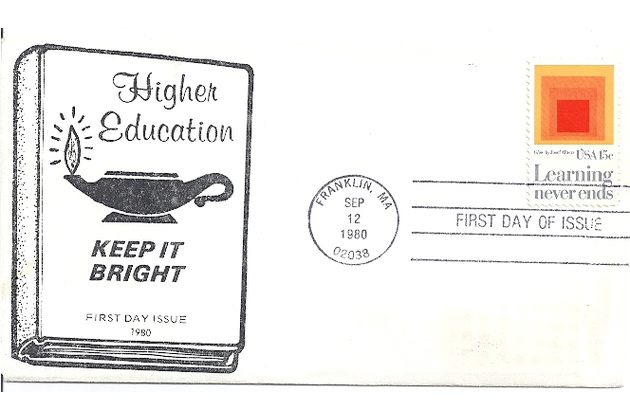 Higher
Education
KEEP IT
BRIGHT
FIRST DAY ISSUE
1980
FRANKLIN, MA
SEP
12
1980
02038
USA 15c
Learning
never ends
FIRST DAY OF ISSUE